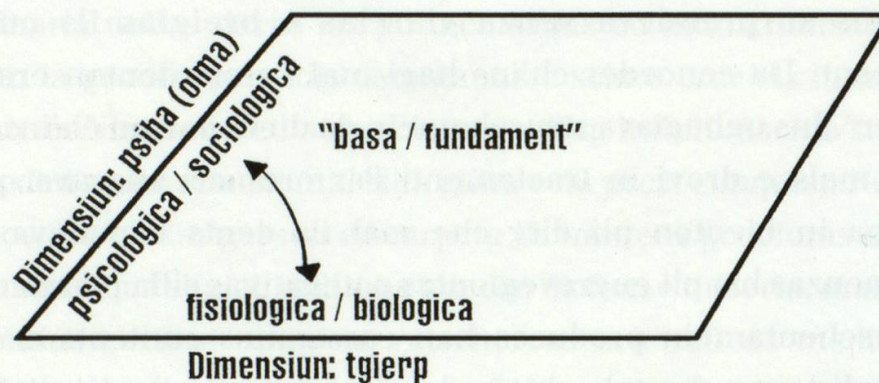 Dimensiun: psiha (olma)
psicologica / sociologica
"basa / fundament"
fisiologica / biologica
Dimensiun: tgierp